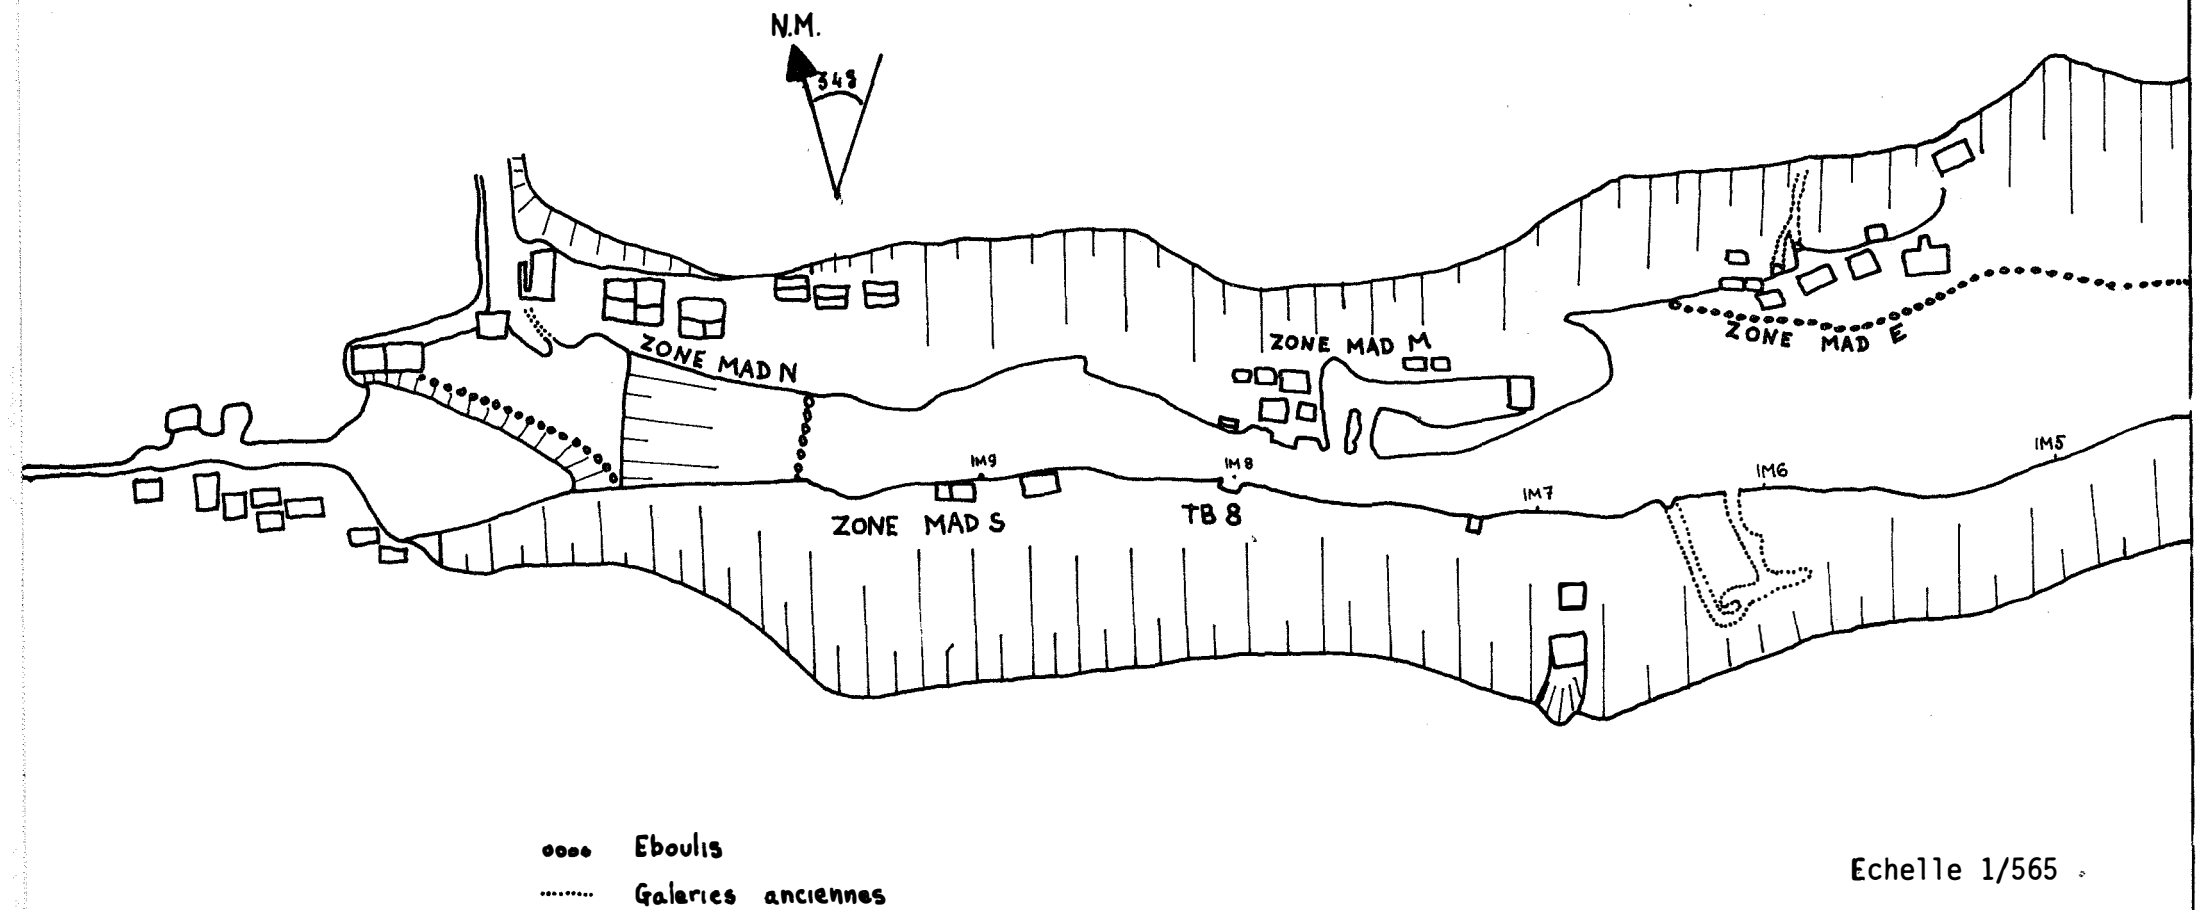 N.M.
348
ZONE MAD N
ZONE MAD M
ZONE MAD E
IM5
IM6
IM7
IM8
IM9
ZONE MAD S
TB 8
Eboulis
Galeries anciennes
Echelle 1/565